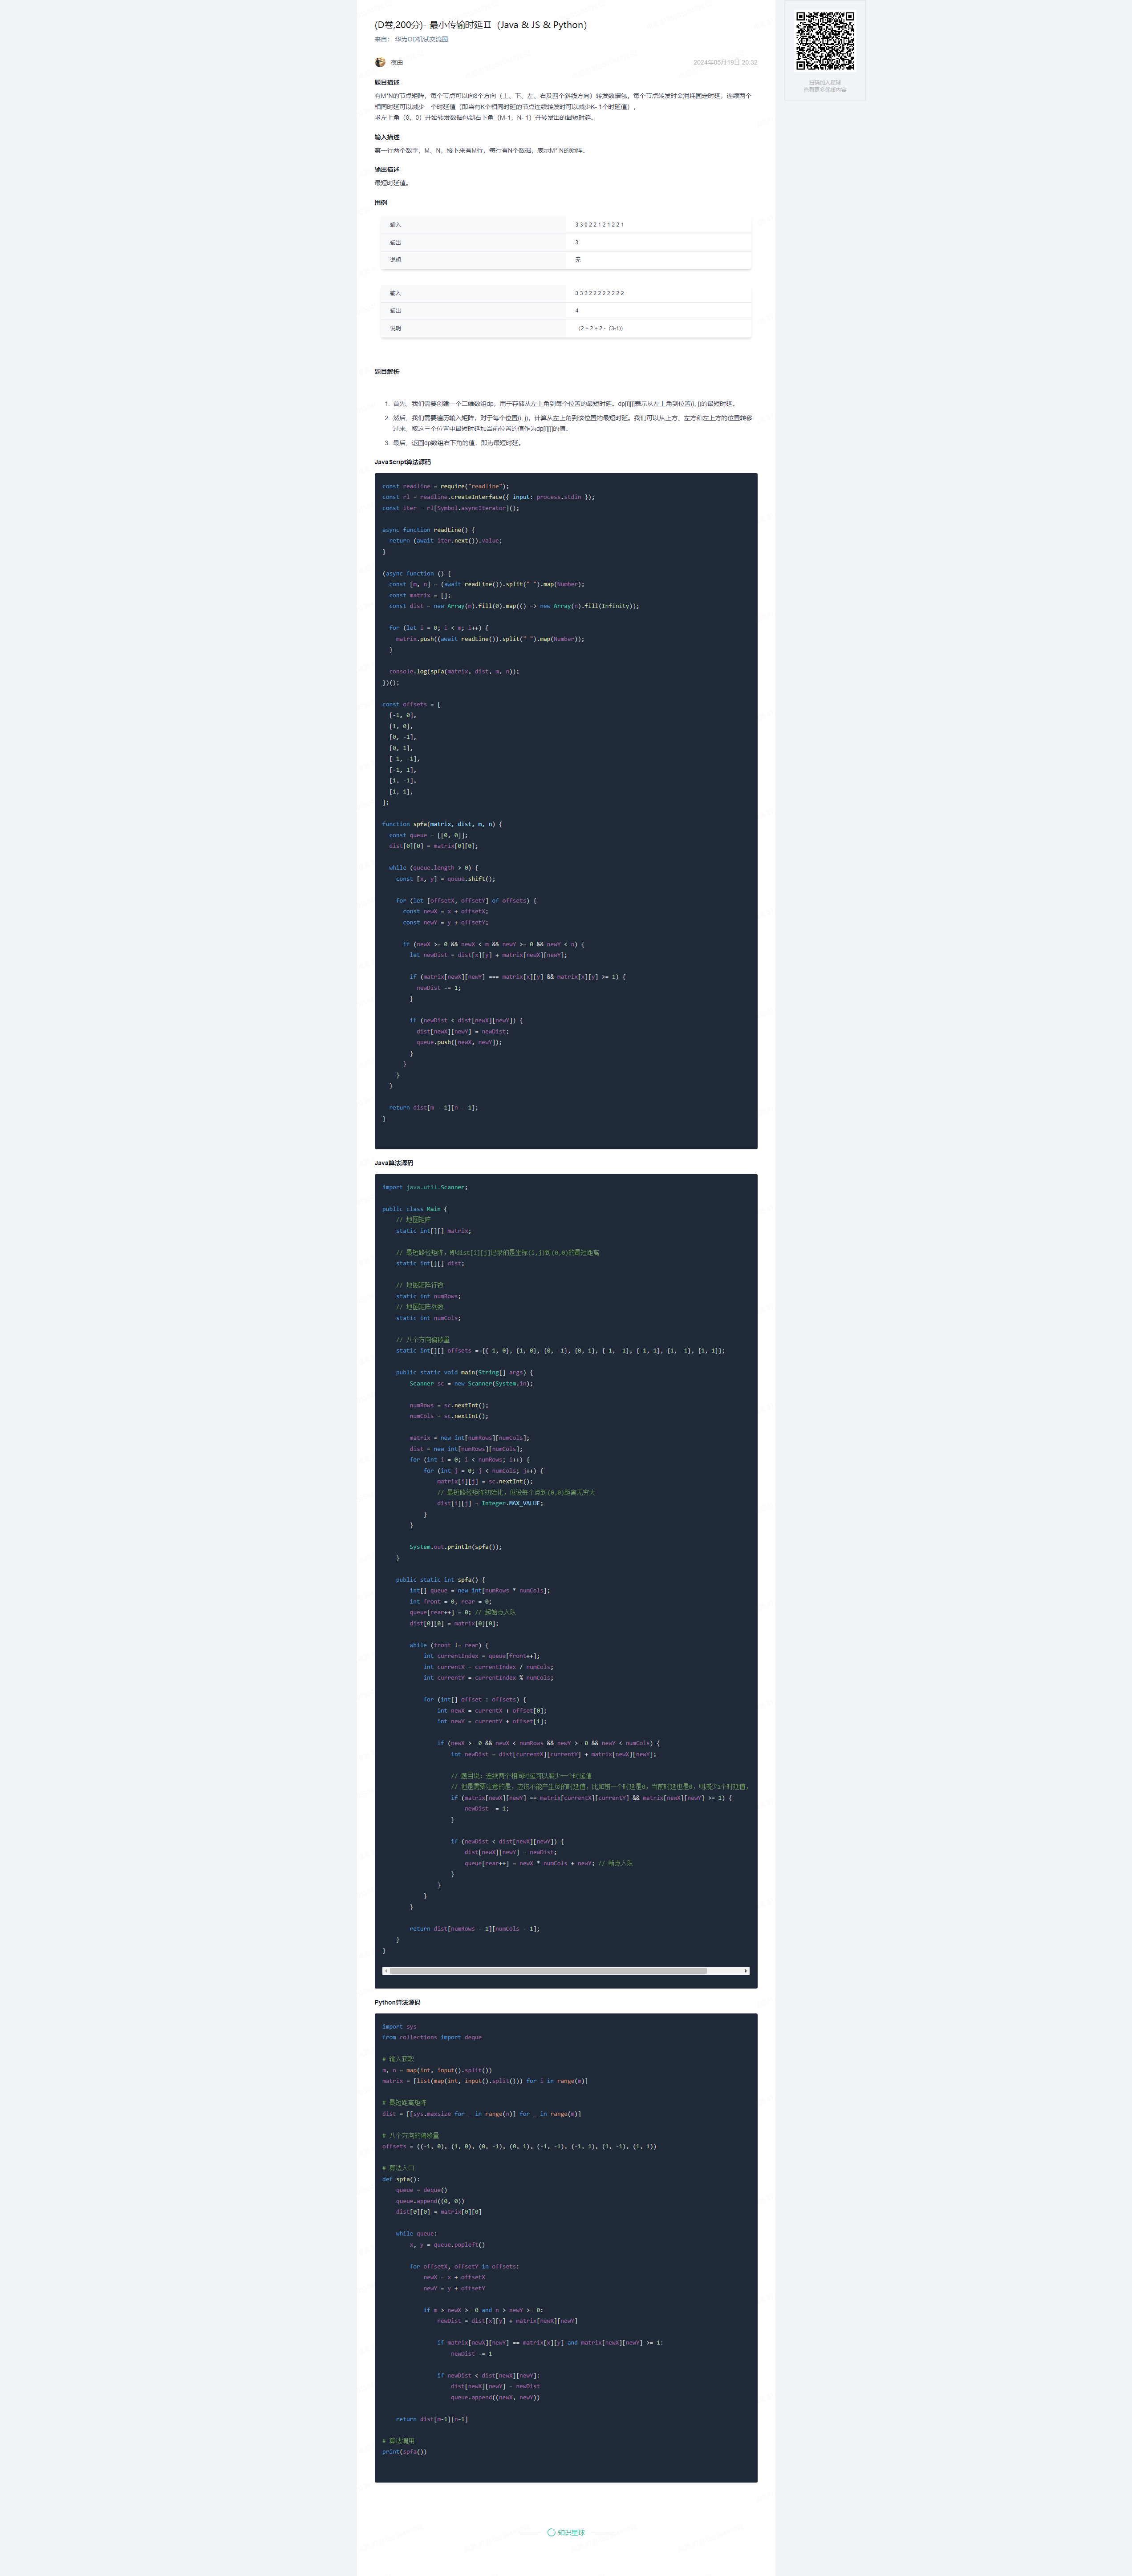 (D卷,200分)- 最小传输时延Ⅱ（Java & JS & Python）
来自： 华为OD机试交流圈
夜曲
2024年05月19日 20:32
扫码加入星球
查看更多优质内容
题目描述
有M*N的节点矩阵，每个节点可以向8个方向（上、下、左、右及四个斜线方向）转发数据包，每个节点转发时会消耗固定时延，连续两个
相同时延可以减少一个时延值（即当有K个相同时延的节点连续转发时可以减少K- 1个时延值），
求左上角（0，0）开始转发数据包到右下角（M-1，N- 1）并转发出的最短时延。
输入描述
第一行两个数字，M、N，接下来有M行，每行有N个数据，表示M* N的矩阵。
输出描述
最短时延值。
用例
输入 3 3 0 2 2 1 2 1 2 2 1
输出 3
说明 无
输入 3 3 2 2 2 2 2 2 2 2 2
输出 4
说明 （2 + 2 + 2 -（3-1)）
题目解析
1. 首先，我们需要创建一个二维数组dp，用于存储从左上角到每个位置的最短时延。dp[i][j]表示从左上角到位置(i, j)的最短时延。
2. 然后，我们需要遍历输入矩阵，对于每个位置(i, j)，计算从左上角到该位置的最短时延。我们可以从上方、左方和左上方的位置转移
过来，取这三个位置中最短时延加当前位置的值作为dp[i][j]的值。
3. 最后，返回dp数组右下角的值，即为最短时延。
JavaScript算法源码
const readline = require("readline");
const rl = readline.createInterface({ input: process.stdin });
const iter = rl[Symbol.asyncIterator]();
async function readLine() {
return (await iter.next()).value;
}
(async function () {
const [m, n] = (await readLine()).split(" ").map(Number);
const matrix = [];
const dist = new Array(m).fill(0).map(() => new Array(n).fill(Infinity));
for (let i = 0; i < m; i++) {
matrix.push((await readLine()).split(" ").map(Number));
}
console.log(spfa(matrix, dist, m, n));
})();
const offsets = [
[-1, 0],
[1, 0],
[0, -1],
[0, 1],
[-1, -1],
[-1, 1],
[1, -1],
[1, 1],
];
function spfa(matrix, dist, m, n) {
const queue = [[0, 0]];
dist[0][0] = matrix[0][0];
while (queue.length > 0) {
const [x, y] = queue.shift();
for (let [offsetX, offsetY] of offsets) {
const newX = x + offsetX;
const newY = y + offsetY;
if (newX >= 0 && newX < m && newY >= 0 && newY < n) {
let newDist = dist[x][y] + matrix[newX][newY];
if (matrix[newX][newY] === matrix[x][y] && matrix[x][y] >= 1) {
newDist -= 1;
}
if (newDist < dist[newX][newY]) {
dist[newX][newY] = newDist;
queue.push([newX, newY]);
}
}
}
}
return dist[m - 1][n - 1];
}
Java算法源码
import java.util.Scanner;
public class Main {
// 地图矩阵
static int[][] matrix;
// 最短路径矩阵，即dist[i][j]记录的是坐标(i,j)到(0,0)的最短距离
static int[][] dist;
// 地图矩阵行数
static int numRows;
// 地图矩阵列数
static int numCols;
// 八个方向偏移量
static int[][] offsets = {{-1, 0}, {1, 0}, {0, -1}, {0, 1}, {-1, -1}, {-1, 1}, {1, -1}, {1, 1}};
public static void main(String[] args) {
Scanner sc = new Scanner(System.in);
numRows = sc.nextInt();
numCols = sc.nextInt();
matrix = new int[numRows][numCols];
dist = new int[numRows][numCols];
for (int i = 0; i < numRows; i++) {
for (int j = 0; j < numCols; j++) {
matrix[i][j] = sc.nextInt();
// 最短路径矩阵初始化，假设每个点到(0,0)距离无穷大
dist[i][j] = Integer.MAX_VALUE;
}
}
System.out.println(spfa());
}
public static int spfa() {
int[] queue = new int[numRows * numCols];
int front = 0, rear = 0;
queue[rear++] = 0; // 起始点入队
dist[0][0] = matrix[0][0];
while (front != rear) {
int currentIndex = queue[front++];
int currentX = currentIndex / numCols;
int currentY = currentIndex % numCols;
for (int[] offset : offsets) {
int newX = currentX + offset[0];
int newY = currentY + offset[1];
if (newX >= 0 && newX < numRows && newY >= 0 && newY < numCols) {
int newDist = dist[currentX][currentY] + matrix[newX][newY];
// 题目说：连续两个相同时延可以减少一个时延值
// 但是需要注意的是，应该不能产生负的时延值，比如前一个时延是0，当前时延也是0，则减少1个时延值，
if (matrix[newX][newY] == matrix[currentX][currentY] && matrix[newX][newY] >= 1) {
newDist -= 1;
}
if (newDist < dist[newX][newY]) {
dist[newX][newY] = newDist;
queue[rear++] = newX * numCols + newY; // 新点入队
}
}
}
}
return dist[numRows - 1][numCols - 1];
}
}
Python算法源码
import sys
from collections import deque
# 输入获取
m, n = map(int, input().split())
matrix = [list(map(int, input().split())) for i in range(m)]
# 最短距离矩阵
dist = [[sys.maxsize for _ in range(n)] for _ in range(m)]
# 八个方向的偏移量
offsets = ((-1, 0), (1, 0), (0, -1), (0, 1), (-1, -1), (-1, 1), (1, -1), (1, 1))
# 算法入口
def spfa():
queue = deque()
queue.append((0, 0))
dist[0][0] = matrix[0][0]
while queue:
x, y = queue.popleft()
for offsetX, offsetY in offsets:
newX = x + offsetX
newY = y + offsetY
if m > newX >= 0 and n > newY >= 0:
newDist = dist[x][y] + matrix[newX][newY]
if matrix[newX][newY] == matrix[x][y] and matrix[newX][newY] >= 1:
newDist -= 1
if newDist < dist[newX][newY]:
dist[newX][newY] = newDist
queue.append((newX, newY))
return dist[m-1][n-1]
# 算法调用
print(spfa())
知识星球